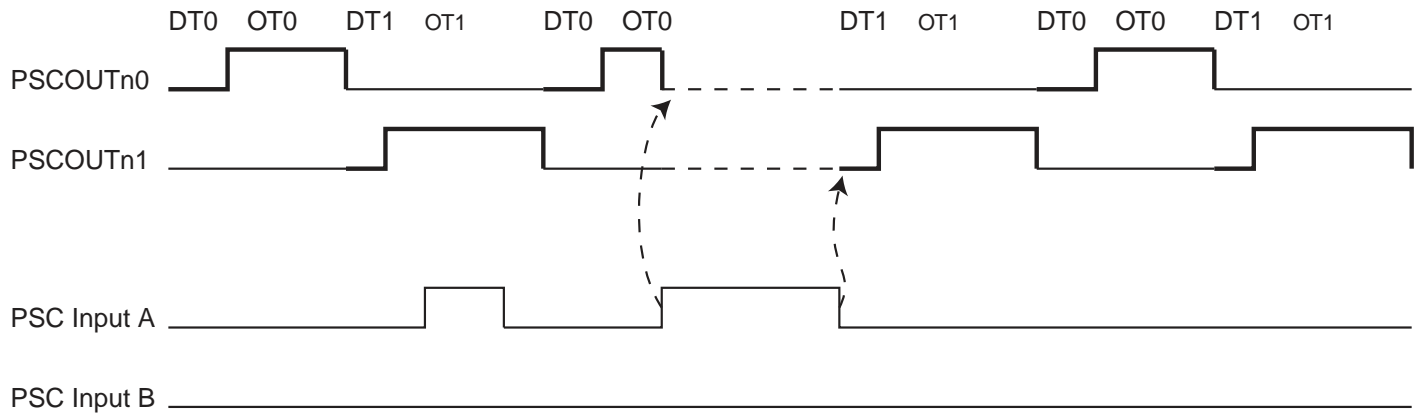 DT0 OT0 DT1 OT1 DT0 OT0 DT1 OT1 DT0 OT0 DT1 OT1
PSCOUTn0
PSCOUTn1
PSC Input A
PSC Input B